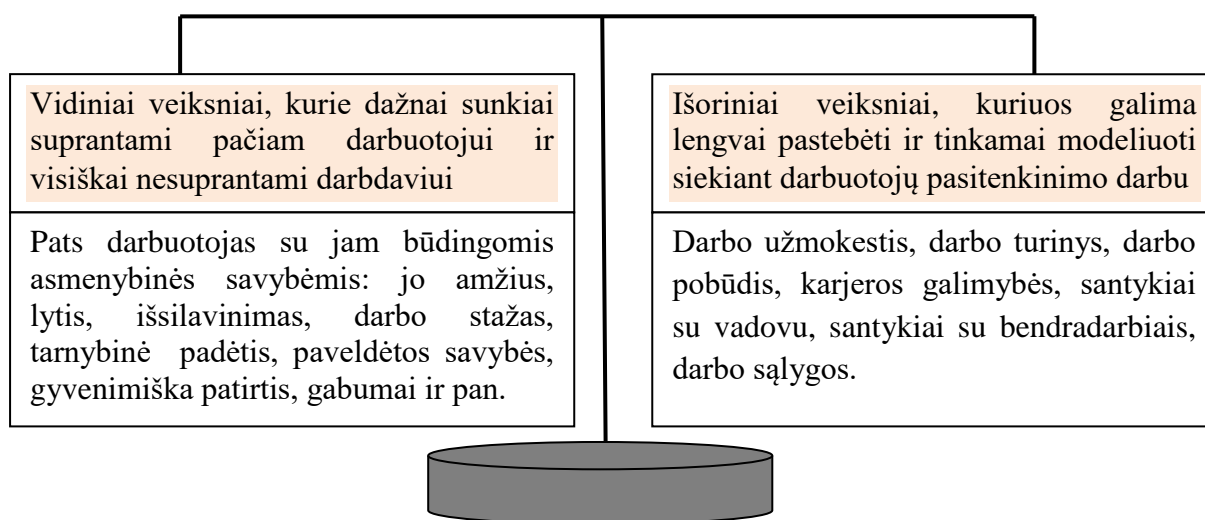 Vidiniai veiksniai, kurie dažnai sunkiai
suprantami pačiam darbuotojui ir
visiškai nesuprantami darbdaviui
Pats darbuotojas su jam būdingomis
asmenybinės savybėmis: jo amžius,
lytis, išsilavinimas, darbo stažas,
tarnybinė padėtis, paveldėtos savybės,
gyvenimiška patirtis, gabumai ir pan.
Išoriniai veiksniai, kuriuos galima
lengvai pastebėti ir tinkamai modeliuoti
siekiant darbuotojų pasitenkinimo darbu
Darbo užmokestis, darbo turinys, darbo
pobūdis, karjeros galimybės, santykiai
su vadovu, santykiai su bendradarbiais,
darbo sąlygos.